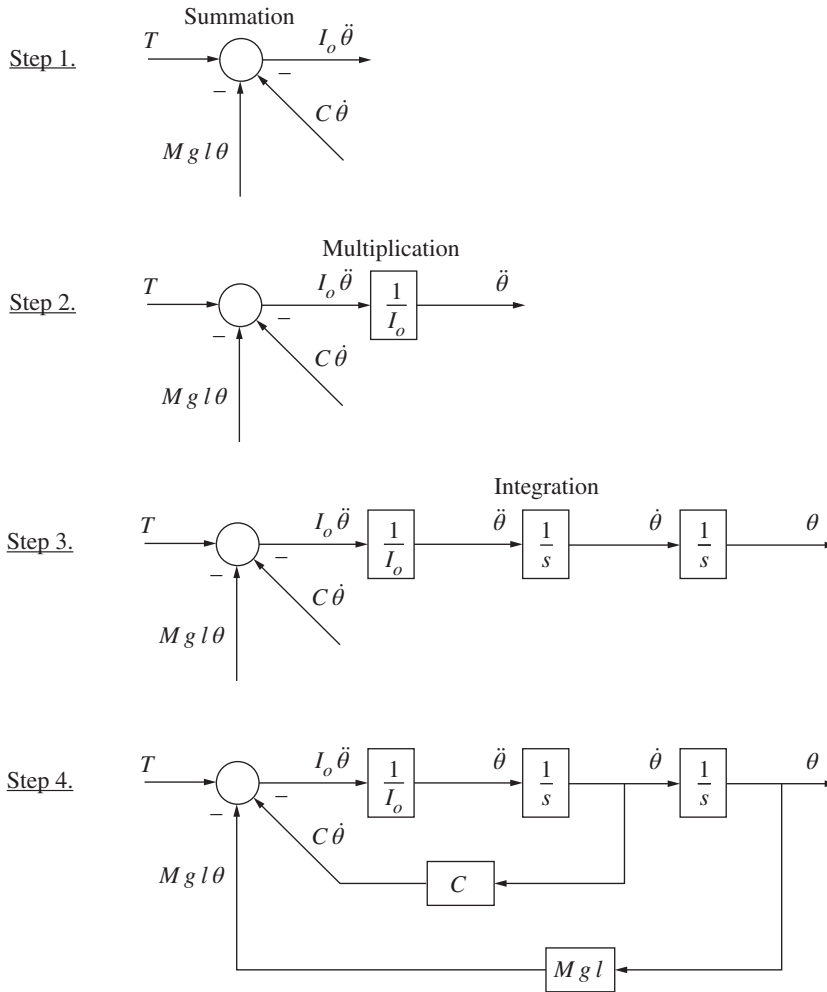 Summation
Step 1.
T
I_o θ̈
−
−
C θ̇
M g l θ
Multiplication
Step 2.
T
I_o θ̈
1
I_o
θ̈
−
−
C θ̇
M g l θ
Integration
Step 3.
T
I_o θ̈
1
I_o
θ̈
1
s
θ̇
1
s
θ
−
−
C θ̇
M g l θ
Step 4.
T
I_o θ̈
1
I_o
θ̈
1
s
θ̇
1
s
θ
−
−
C θ̇
M g l θ
C
M g l